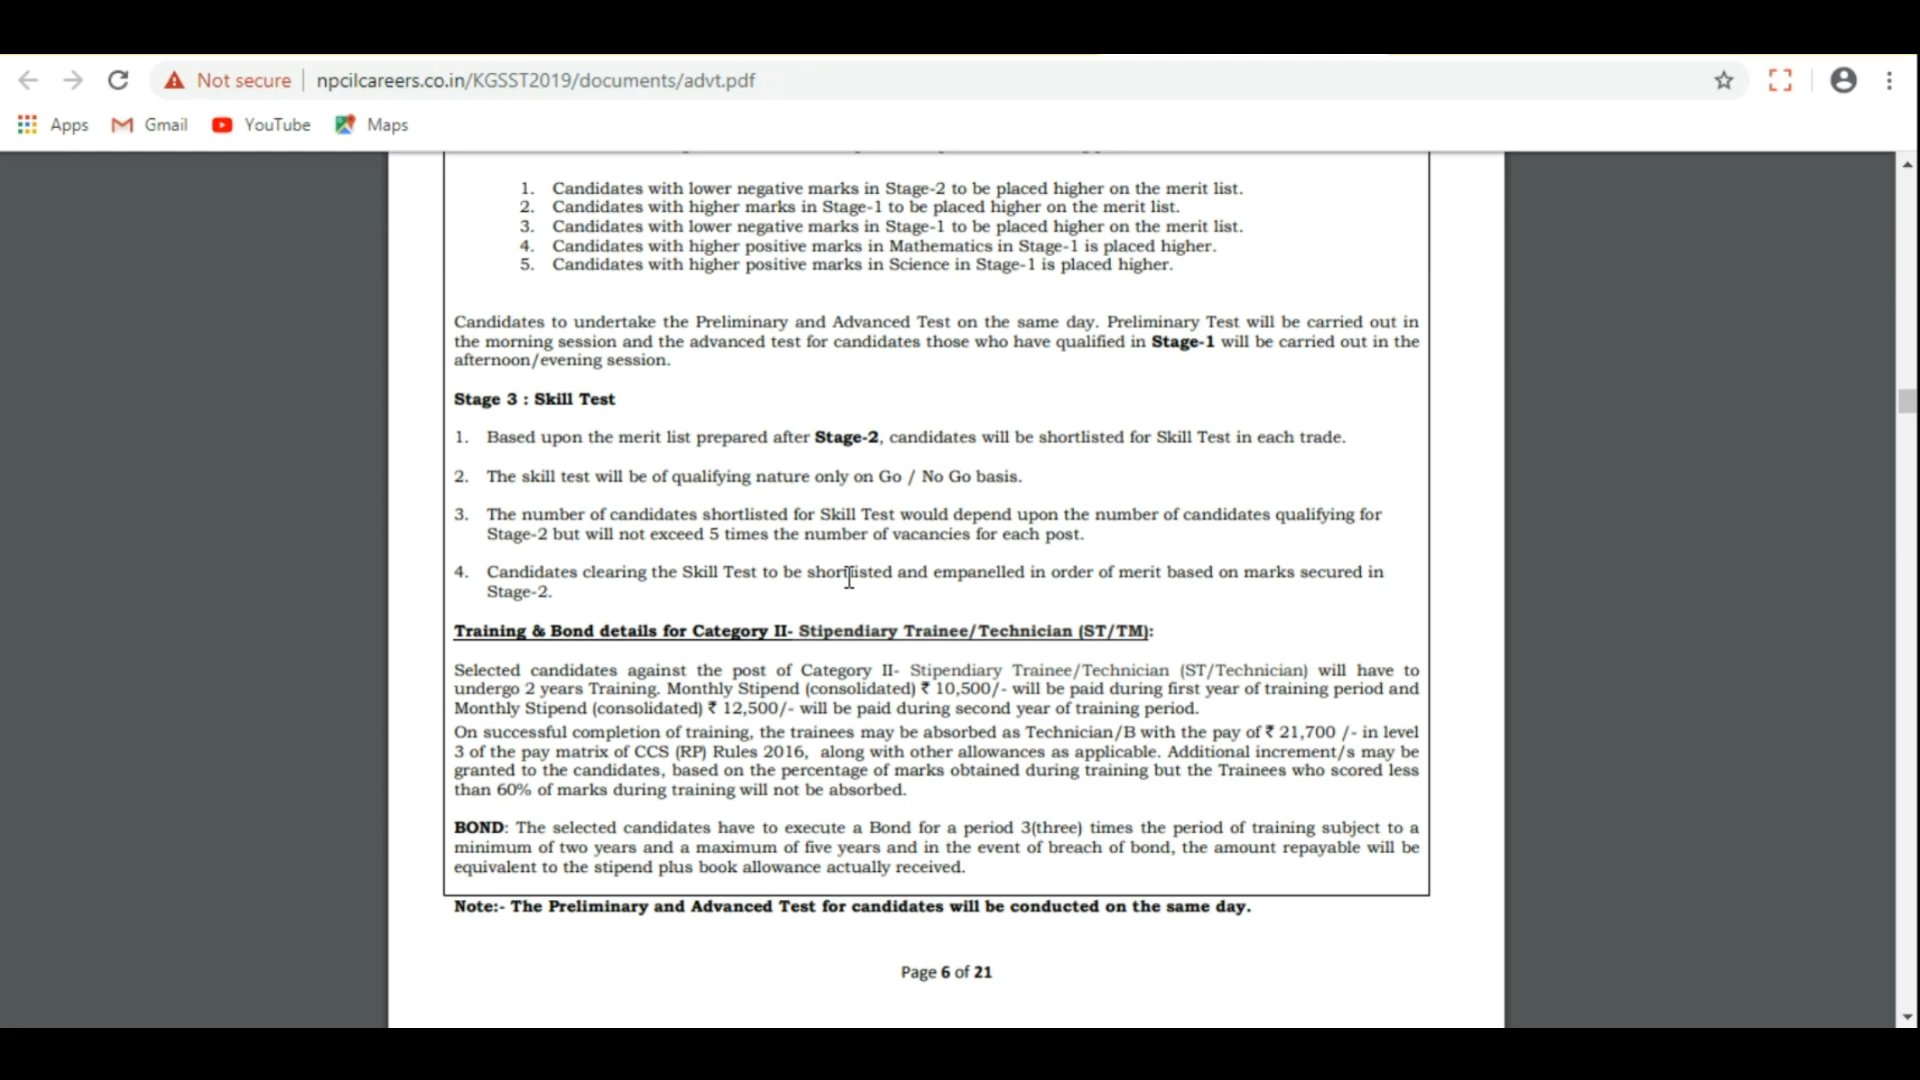 Not secure
npcilcareers.co.in/KGSST2019/documents/advt.pdf
Apps
Gmail
YouTube
Maps
1. Candidates with lower negative marks in Stage-2 to be placed higher on the merit list.
2. Candidates with higher marks in Stage-1 to be placed higher on the merit list.
3. Candidates with lower negative marks in Stage-1 to be placed higher on the merit list.
4. Candidates with higher positive marks in Mathematics in Stage-1 is placed higher.
5. Candidates with higher positive marks in Science in Stage-1 is placed higher.
Candidates to undertake the Preliminary and Advanced Test on the same day. Preliminary Test will be carried out in
the morning session and the advanced test for candidates those who have qualified in Stage-1 will be carried out in the
afternoon/evening session.
Stage 3 : Skill Test
1. Based upon the merit list prepared after Stage-2, candidates will be shortlisted for Skill Test in each trade.
2. The skill test will be of qualifying nature only on Go / No Go basis.
3. The number of candidates shortlisted for Skill Test would depend upon the number of candidates qualifying for
Stage-2 but will not exceed 5 times the number of vacancies for each post.
4. Candidates clearing the Skill Test to be shortlisted and empanelled in order of merit based on marks secured in
Stage-2.
Training & Bond details for Category II- Stipendiary Trainee/Technician (ST/TM):
Selected candidates against the post of Category II- Stipendiary Trainee/Technician (ST/Technician) will have to
undergo 2 years Training. Monthly Stipend (consolidated) ₹ 10,500/- will be paid during first year of training period and
Monthly Stipend (consolidated) ₹ 12,500/- will be paid during second year of training period.
On successful completion of training, the trainees may be absorbed as Technician/B with the pay of ₹ 21,700 /- in level
3 of the pay matrix of CCS (RP) Rules 2016, along with other allowances as applicable. Additional increment/s may be
granted to the candidates, based on the percentage of marks obtained during training but the Trainees who scored less
than 60% of marks during training will not be absorbed.
BOND: The selected candidates have to execute a Bond for a period 3(three) times the period of training subject to a
minimum of two years and a maximum of five years and in the event of breach of bond, the amount repayable will be
equivalent to the stipend plus book allowance actually received.
Note:- The Preliminary and Advanced Test for candidates will be conducted on the same day.
Page 6 of 21